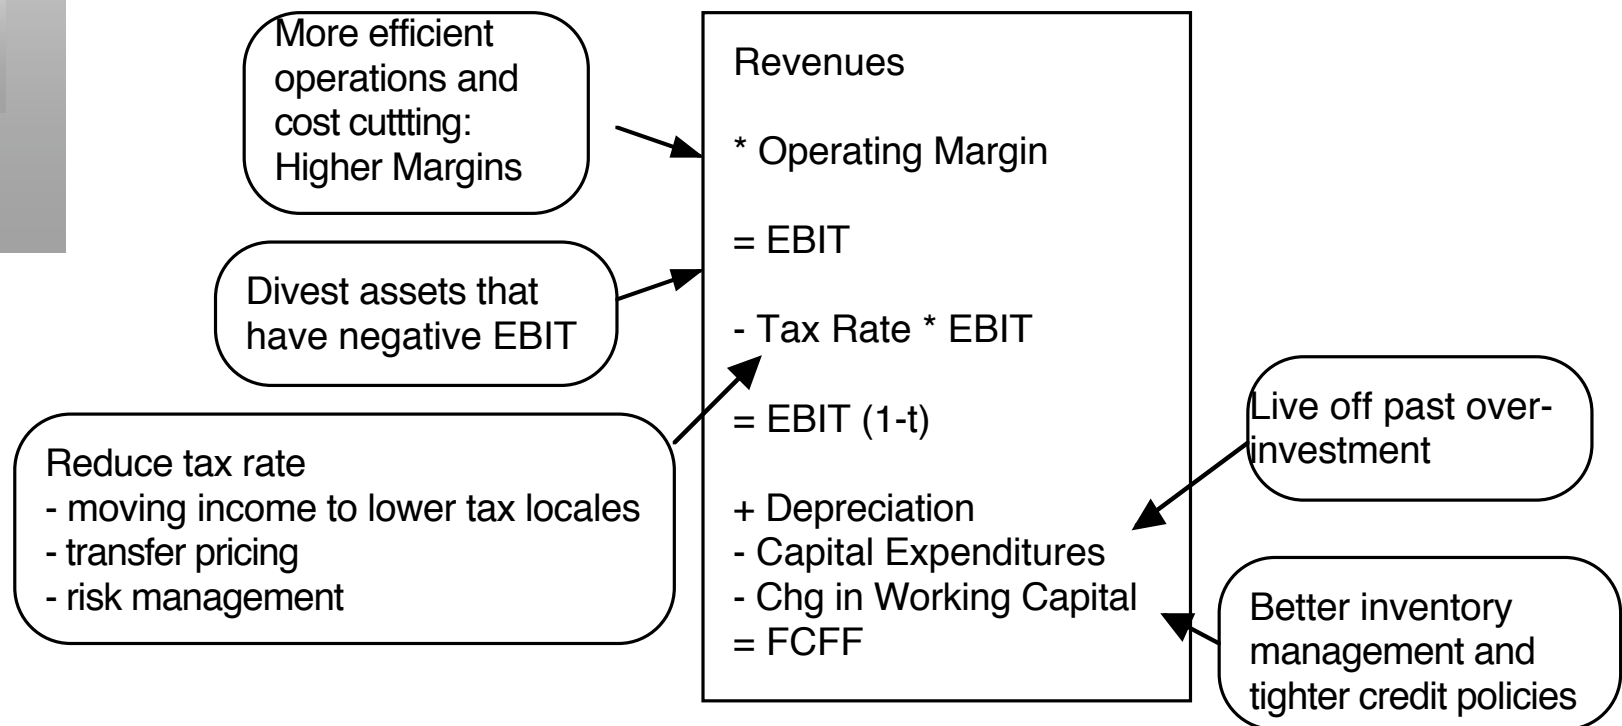 More efficient
operations and
cost cuttting:
Higher Margins
Divest assets that
have negative EBIT
Reduce tax rate
- moving income to lower tax locales
- transfer pricing
- risk management
Revenues
* Operating Margin
= EBIT
- Tax Rate * EBIT
= EBIT (1-t)
+ Depreciation
- Capital Expenditures
- Chg in Working Capital
= FCFF
Live off past over-
investment
Better inventory
management and
tighter credit policies